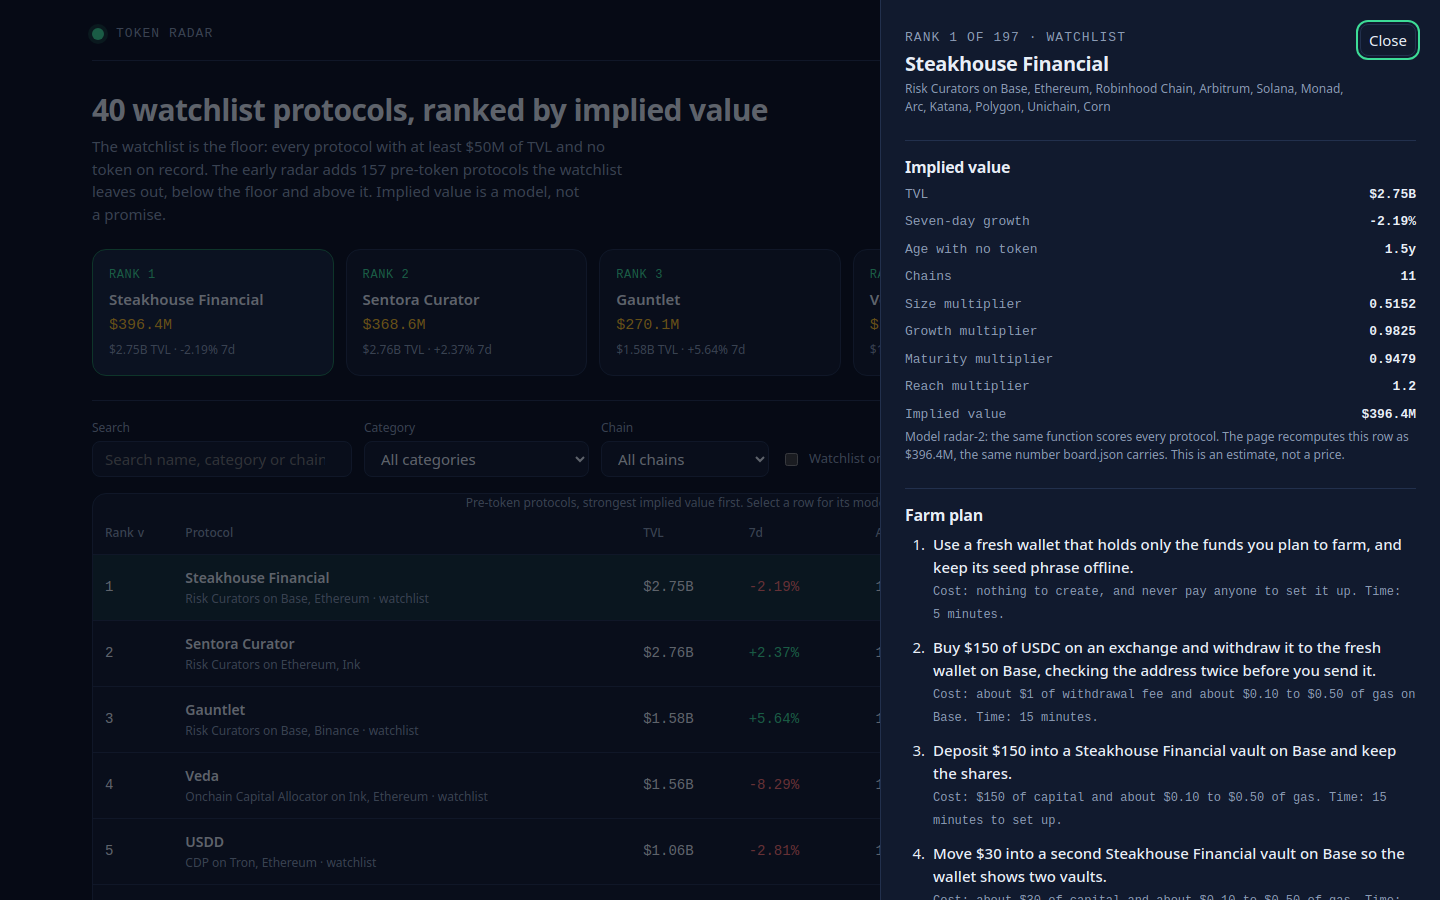 TOKEN RADAR
40 watchlist protocols, ranked by implied value
The watchlist is the floor: every protocol with at least $50M of TVL and no
token on record. The early radar adds 157 pre-token protocols the watchlist
leaves out, below the floor and above it. Implied value is a model, not
a promise.
RANK 1
Steakhouse Financial
$396.4M
$2.75B TVL · -2.19% 7d
RANK 2
Sentora Curator
$368.6M
$2.76B TVL · +2.37% 7d
RANK 3
Gauntlet
$270.1M
$1.58B TVL · +5.64% 7d
Search
Category
Chain
Search name, category or chain
All categories
All chains
Watchlist
Pre-token protocols, strongest implied value first. Select a row for its
Rank v
Protocol
TVL
7d
1
Steakhouse Financial
Risk Curators on Base, Ethereum · watchlist
$2.75B
-2.19%
2
Sentora Curator
Risk Curators on Ethereum, Ink
$2.76B
+2.37%
3
Gauntlet
Risk Curators on Base, Binance · watchlist
$1.58B
+5.64%
4
Veda
Onchain Capital Allocator on Ink, Ethereum · watchlist
$1.56B
-8.29%
5
USDD
CDP on Tron, Ethereum · watchlist
$1.06B
-2.81%
RANK 1 OF 197 · WATCHLIST
Close
Steakhouse Financial
Risk Curators on Base, Ethereum, Robinhood Chain, Arbitrum, Solana, Monad,
Arc, Katana, Polygon, Unichain, Corn
Implied value
TVL $2.75B
Seven-day growth -2.19%
Age with no token 1.5y
Chains 11
Size multiplier 0.5152
Growth multiplier 0.9825
Maturity multiplier 0.9479
Reach multiplier 1.2
Implied value $396.4M
Model radar-2: the same function scores every protocol. The page recomputes this row as
$396.4M, the same number board.json carries. This is an estimate, not a price.
Farm plan
1. Use a fresh wallet that holds only the funds you plan to farm, and
keep its seed phrase offline.
Cost: nothing to create, and never pay anyone to set it up. Time:
5 minutes.
2. Buy $150 of USDC on an exchange and withdraw it to the fresh
wallet on Base, checking the address twice before you send it.
Cost: about $1 of withdrawal fee and about $0.10 to $0.50 of gas on
Base. Time: 15 minutes.
3. Deposit $150 into a Steakhouse Financial vault on Base and keep
the shares.
Cost: $150 of capital and about $0.10 to $0.50 of gas. Time: 15
minutes to set up.
4. Move $30 into a second Steakhouse Financial vault on Base so the
wallet shows two vaults.
Cost: about $30 of capital and about $0.10 to $0.50 of gas. Time: